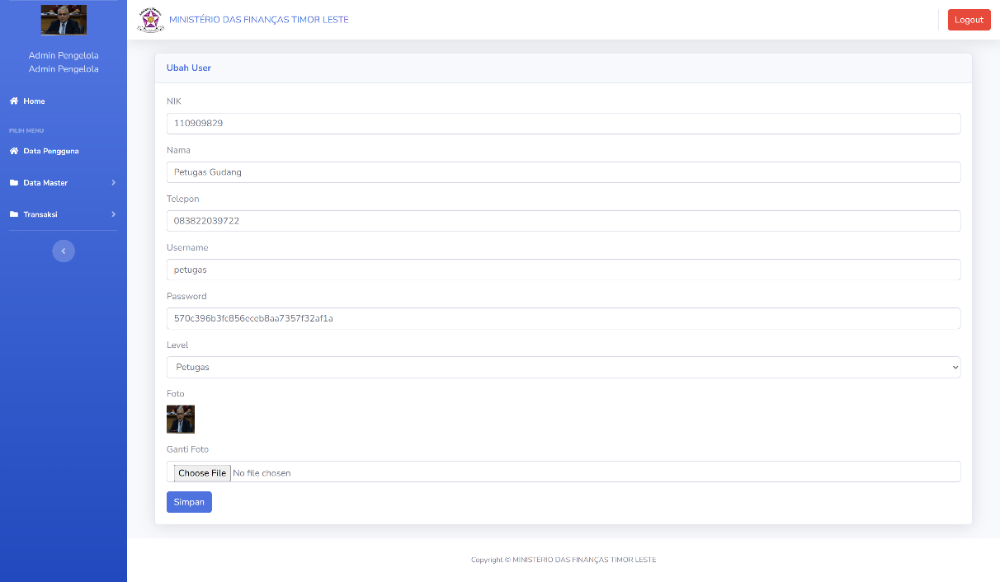 Admin Pengelola
Admin Pengelola
Home
PILIH MENU
Data Pengguna
Data Master
Transaksi
MINISTÉRIO DAS FINANÇAS TIMOR LESTE
Logout
Ubah User
NIK
110909829
Nama
Petugas Gudang
Telepon
083822039722
Username
petugas
Password
570c396b3fc856eceb8aa7357f32af1a
Level
Petugas
Foto
Ganti Foto
Choose File No file chosen
Simpan
Copyright © MINISTÉRIO DAS FINANÇAS TIMOR LESTE